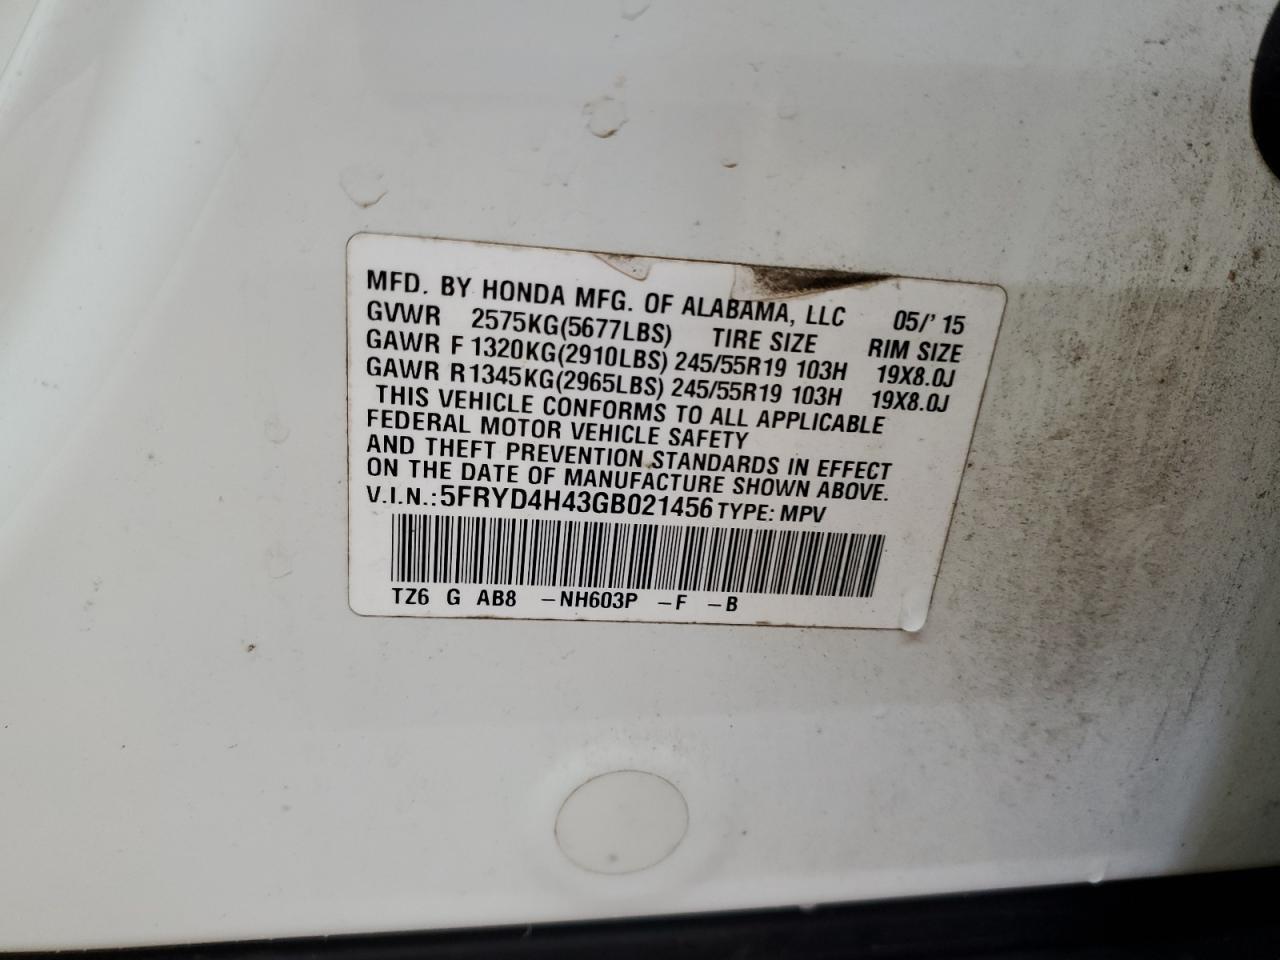 MFD. BY HONDA MFG. OF ALABAMA, LLC 05/'15
GVWR 2575KG(5677LBS) TIRE SIZE RIM SIZE
GAWR F 1320KG(2910LBS) 245/55R19 103H 19X8.0J
GAWR R 1345KG(2965LBS) 245/55R19 103H 19X8.0J
THIS VEHICLE CONFORMS TO ALL APPLICABLE
FEDERAL MOTOR VEHICLE SAFETY
AND THEFT PREVENTION STANDARDS IN EFFECT
ON THE DATE OF MANUFACTURE SHOWN ABOVE.
V.I.N.: 5FRYD4H43GB021456 TYPE: MPV
TZ6 G AB8 -NH603P -F -B